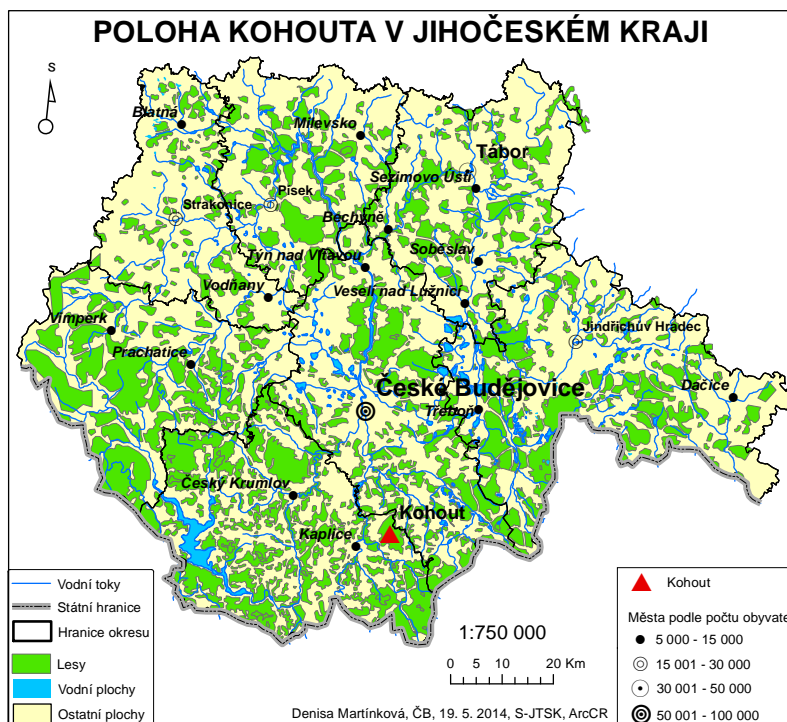 POLOHA KOHOUTA V JIHOČESKÉM KRAJI
S
Blatná
Milevsko
Tábor
Sezimovo Ústí
Písek
Strakonice
Bechyně
Týn nad Vltavou
Soběslav
Vodňany
Veselí nad Lužnicí
Vimperk
Jindřichův Hradec
Prachatice
České Budějovice
Dačice
Třeboň
Český Krumlov
Kohout
Kaplice
Vodní toky
Státní hranice
Hranice okresu
Lesy
Vodní plochy
Ostatní plochy
1:750 000
0 5 10 20 Km
Denisa Martínková, ČB, 19. 5. 2014, S-JTSK, ArcCR
Kohout
Města podle počtu obyvate
5 000 - 15 000
15 001 - 30 000
30 001 - 50 000
50 001 - 100 000